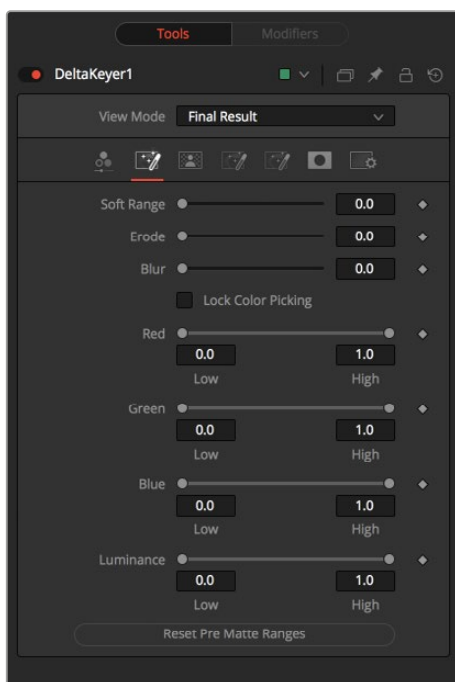 Tools Modifiers
DeltaKeyer1
View Mode Final Result
Soft Range 0.0
Erode 0.0
Blur 0.0
Lock Color Picking
Red
0.0 1.0
Low High
Green
0.0 1.0
Low High
Blue
0.0 1.0
Low High
Luminance
0.0 1.0
Low High
Reset Pre Matte Ranges